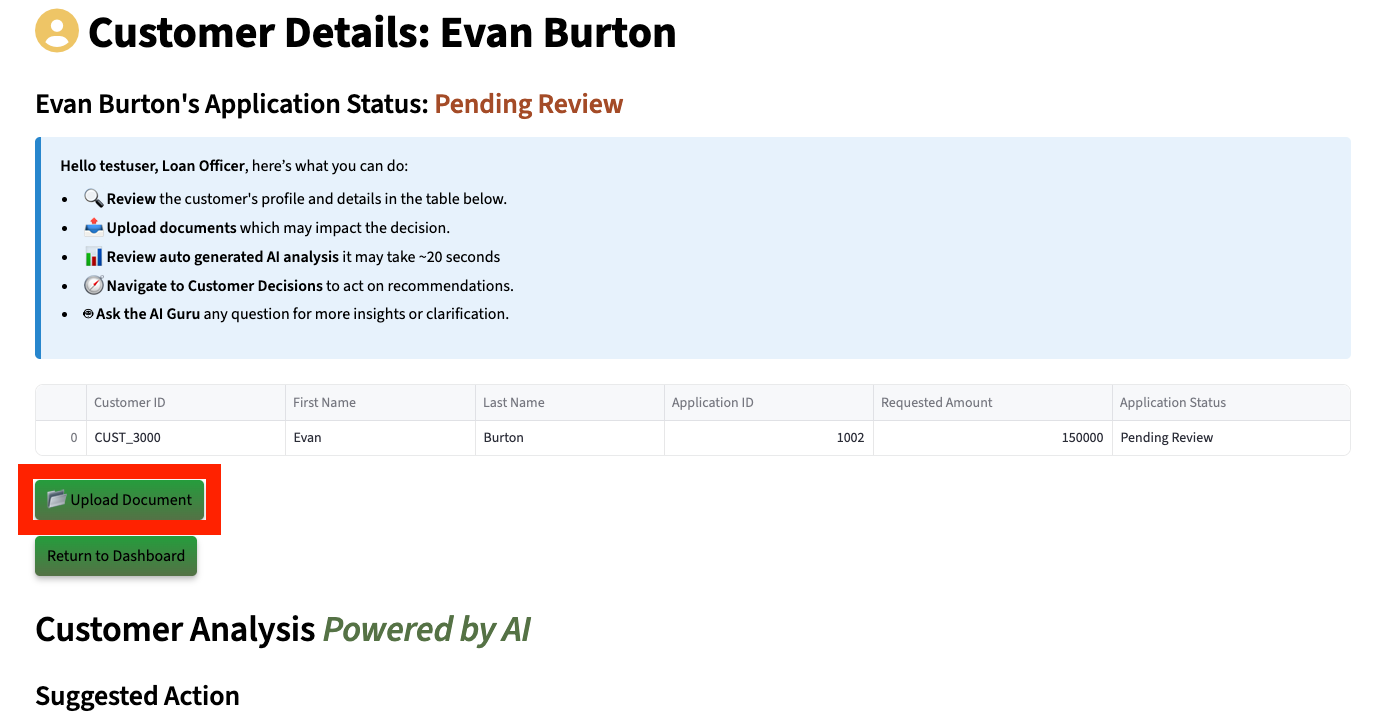 Customer Details: Evan Burton
Evan Burton's Application Status: Pending Review
Hello testuser, Loan Officer, here’s what you can do:
Review the customer's profile and details in the table below.
Upload documents which may impact the decision.
Review auto generated AI analysis it may take ~20 seconds
Navigate to Customer Decisions to act on recommendations.
Ask the AI Guru any question for more insights or clarification.
Customer ID First Name Last Name Application ID Requested Amount Application Status
0 CUST_3000 Evan Burton 1002 150000 Pending Review
Upload Document
Return to Dashboard
Customer Analysis Powered by AI
Suggested Action